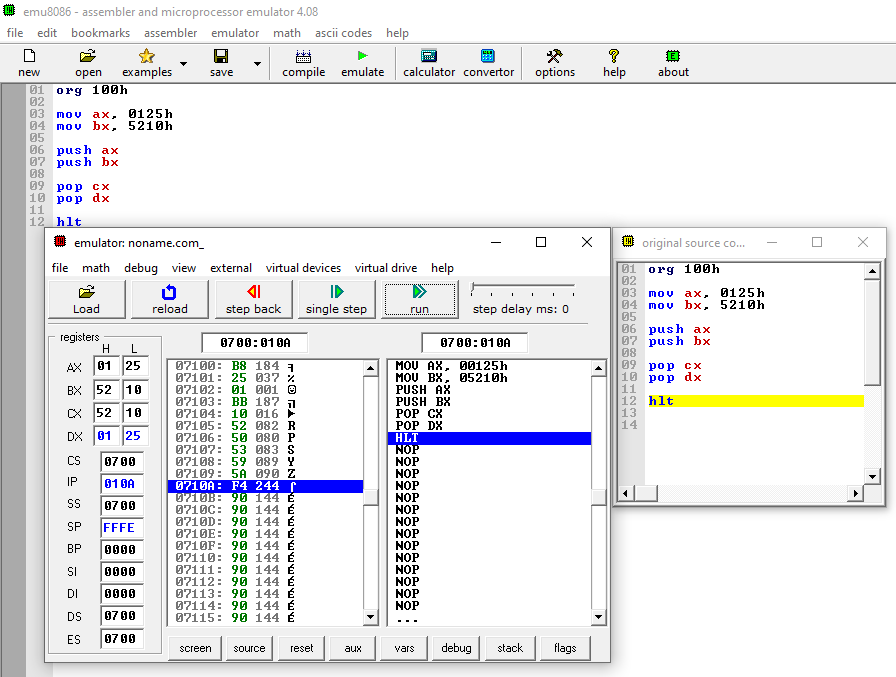 emu8086 - assembler and microprocessor emulator 4.08
file edit bookmarks assembler emulator math ascii codes help
new open examples save compile emulate calculator convertor options help about
01 org 100h
02
03 mov ax, 0125h
04 mov bx, 5210h
05
06 push ax
07 push bx
08
09 pop cx
10 pop dx
11
12 hlt
emulator: noname.com_
file math debug view external virtual devices virtual drive help
Load reload step back single step run step delay ms: 0
registers
H L
AX 01 25
BX 52 10
CX 52 10
DX 01 25
CS 0700
IP 010A
SS 0700
SP FFFE
BP 0000
SI 0000
DI 0000
DS 0700
ES 0700
0700:010A
07100: B8 184 ╕
07101: 25 037 %
07102: 01 001 ☺
07103: BB 187 ╗
07104: 10 016 ►
07105: 52 082 R
07106: 50 080 P
07107: 53 083 S
07108: 59 089 Y
07109: 5A 090 Z
0710A: F4 244 ⌠
0710B: 90 144 É
0710C: 90 144 É
0710D: 90 144 É
0710E: 90 144 É
0710F: 90 144 É
07110: 90 144 É
07111: 90 144 É
07112: 90 144 É
07113: 90 144 É
07114: 90 144 É
07115: 90 144 É
0700:010A
MOV AX, 00125h
MOV BX, 05210h
PUSH AX
PUSH BX
POP CX
POP DX
HLT
NOP
NOP
NOP
NOP
NOP
NOP
NOP
NOP
NOP
NOP
NOP
NOP
NOP
NOP
...
screen source reset aux vars debug stack flags
original source co...
01 org 100h
02
03 mov ax, 0125h
04 mov bx, 5210h
05
06 push ax
07 push bx
08
09 pop cx
10 pop dx
11
12 hlt
13
14